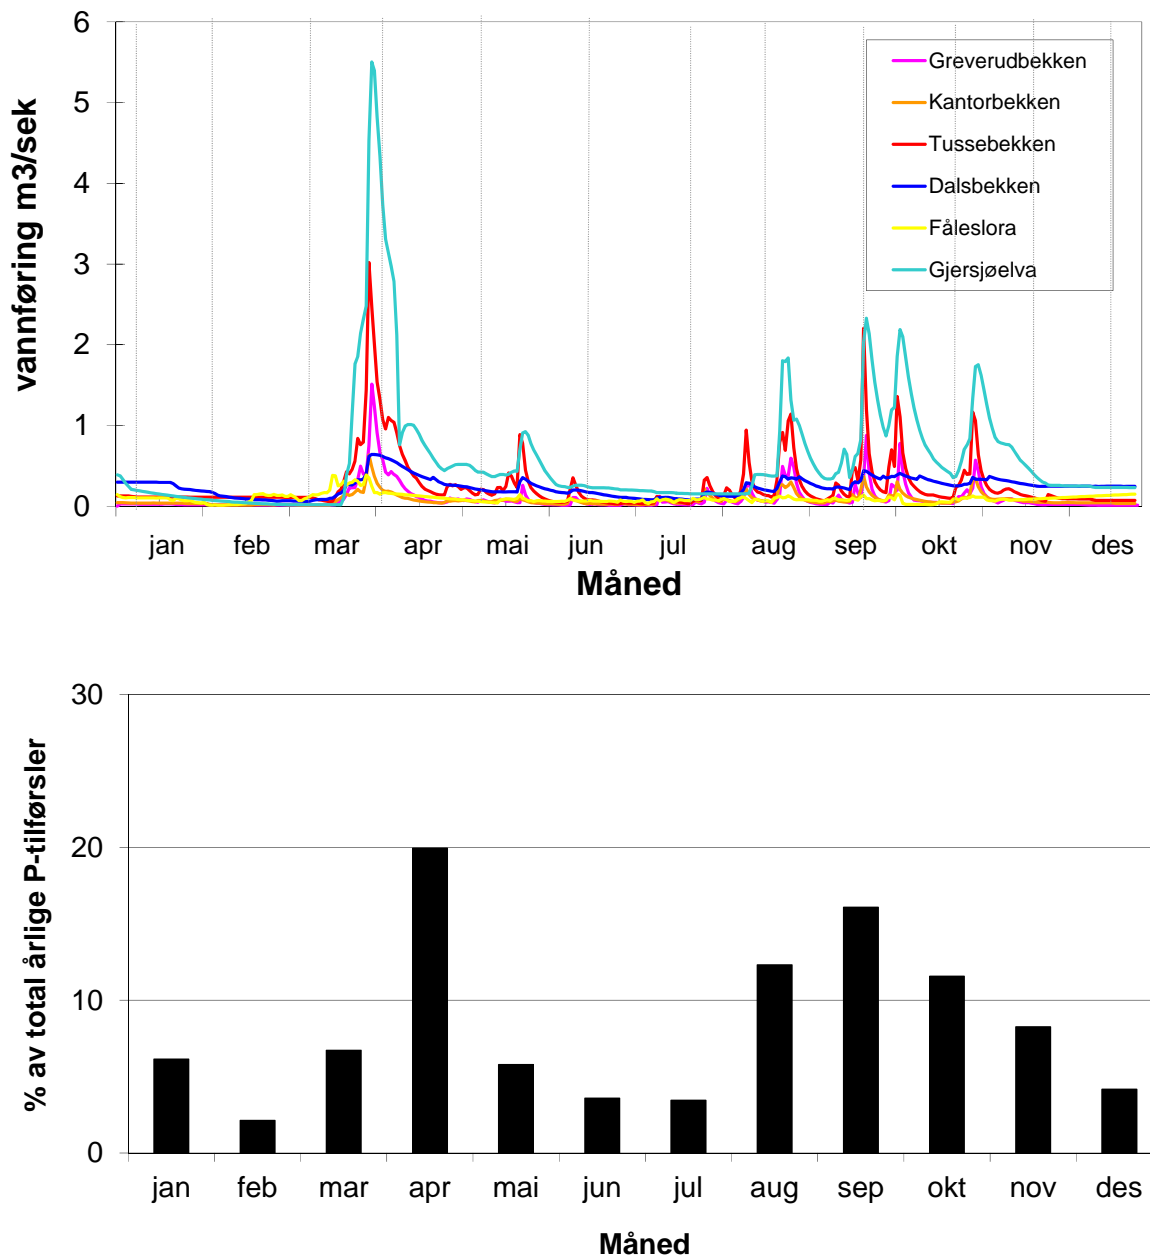 vannføring m3/sek
6
5
4
3
2
1
0
Greverudbekken
Kantorbekken
Tussebekken
Dalsbekken
Fåleslora
Gjersjøelva
jan feb mar apr mai jun jul aug sep okt nov des
Måned
% av total årlige P-tilførsler
30
20
10
0
jan feb mar apr mai jun jul aug sep okt nov des
Måned